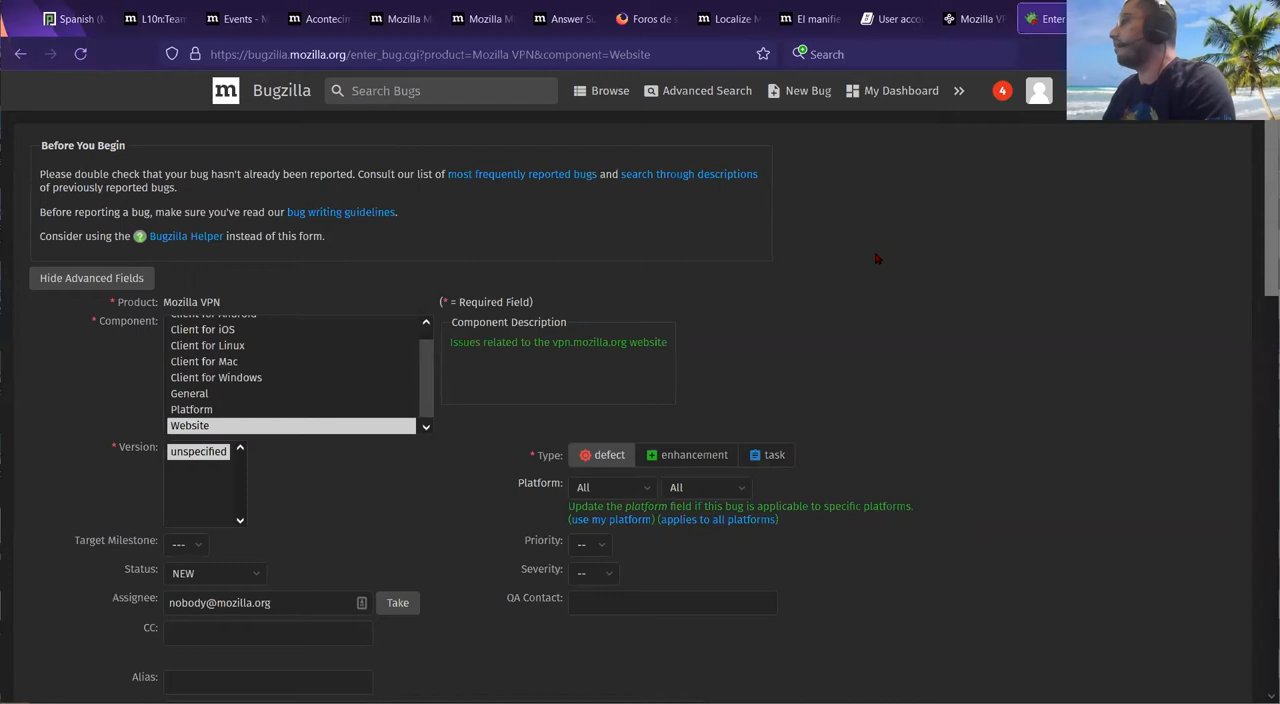 Spanish (M
L10n:Team
Events - M
Acontecin
Mozilla M
Mozilla M
Answer Su
Foros de s
Localize M
El manifie
User acco
Mozilla VP
Enter
https://bugzilla.mozilla.org/enter_bug.cgi?product=Mozilla VPN&component=Website
Search
m
Bugzilla
Search Bugs
Browse
Advanced Search
New Bug
My Dashboard
4
Before You Begin
Please double check that your bug hasn't already been reported. Consult our list of most frequently reported bugs and search through descriptions
of previously reported bugs.
Before reporting a bug, make sure you've read our bug writing guidelines.
Consider using the Bugzilla Helper instead of this form.
Hide Advanced Fields
* Product: Mozilla VPN
(* = Required Field)
* Component:
Client for Android
Client for iOS
Client for Linux
Client for Mac
Client for Windows
General
Platform
Website
Component Description
Issues related to the vpn.mozilla.org website
* Version:
unspecified
* Type:
defect
enhancement
task
Platform:
All
All
Update the platform field if this bug is applicable to specific platforms.
(use my platform) (applies to all platforms)
Target Milestone:
---
Priority:
--
Status:
NEW
Severity:
--
Assignee:
nobody@mozilla.org
Take
QA Contact:
CC:
Alias: